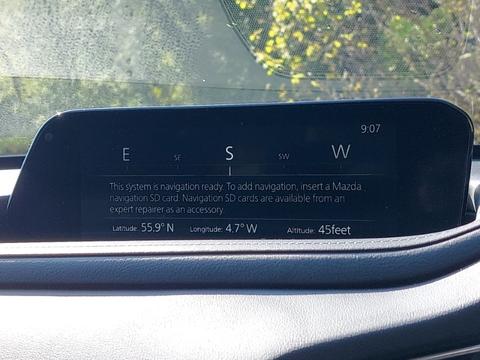 9:07
E SE S SW W
This system is navigation ready. To add navigation, insert a Mazda
navigation SD card. Navigation SD cards are available from an
expert repairer as an accessory.
Latitude: 55.9° N Longitude: 4.7° W Altitude: 45feet